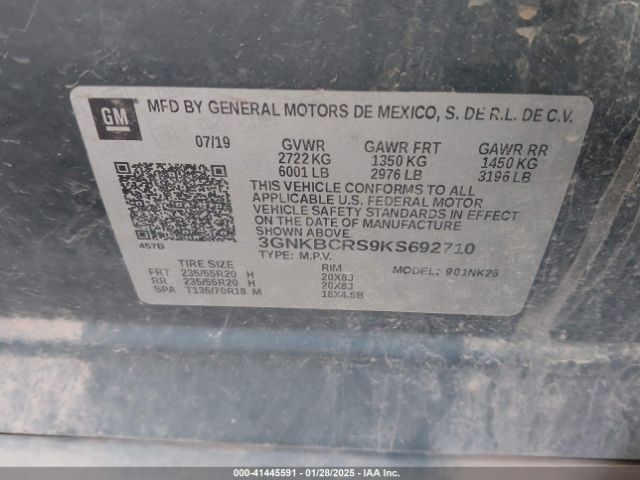 GM
MFD BY GENERAL MOTORS DE MEXICO, S. DE R.L. DE C.V.
07/19 GVWR GAWR FRT GAWR RR
2722 KG 1350 KG 1450 KG
6001 LB 2976 LB 3196 LB
THIS VEHICLE CONFORMS TO ALL
APPLICABLE U.S. FEDERAL MOTOR
VEHICLE SAFETY STANDARDS IN EFFECT
ON THE DATE OF MANUFACTURE
SHOWN ABOVE
457B
3GNKBCRS9KS692710
TYPE: M.P.V. MODEL: 901NK26
TIRE SIZE RIM
FRT 235/55R20 H 20X8J
RR 235/55R20 H 20X8J
SPA T135/70R18 M 18X4.5B
000-41445591 | 01/28/2025 - IAA Inc.